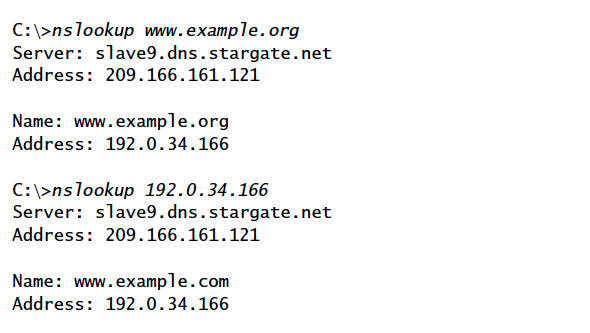 C:\>nslookup www.example.org
Server: slave9.dns.stargate.net
Address: 209.166.161.121
Name: www.example.org
Address: 192.0.34.166
C:\>nslookup 192.0.34.166
Server: slave9.dns.stargate.net
Address: 209.166.161.121
Name: www.example.com
Address: 192.0.34.166